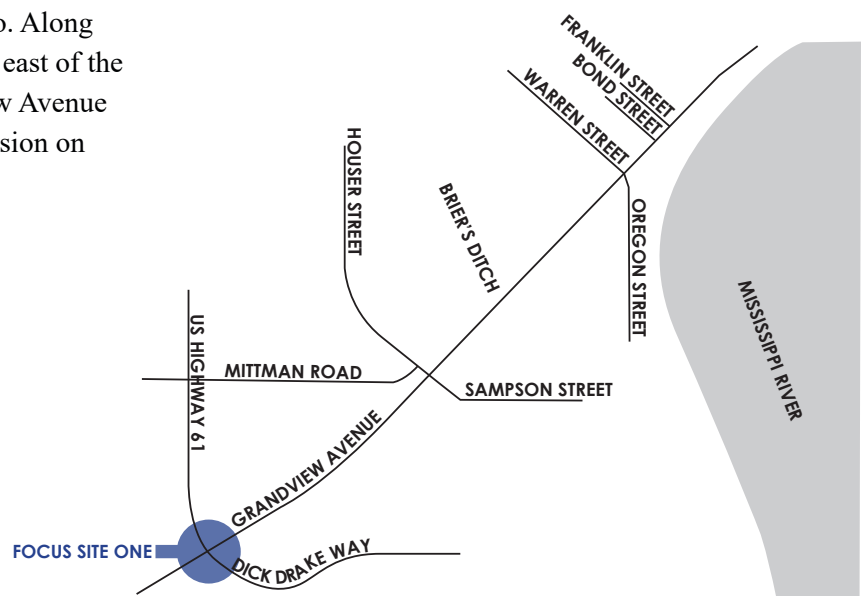 o. Along
east of the
w Avenue
sion on
FRANKLIN STREET
BOND STREET
WARREN STREET
HOUSER STREET
BRIER'S DITCH
OREGON STREET
MISSISSIPPI RIVER
US HIGHWAY 61
MITTMAN ROAD
SAMPSON STREET
GRANDVIEW AVENUE
FOCUS SITE ONE
DICK DRAKE WAY